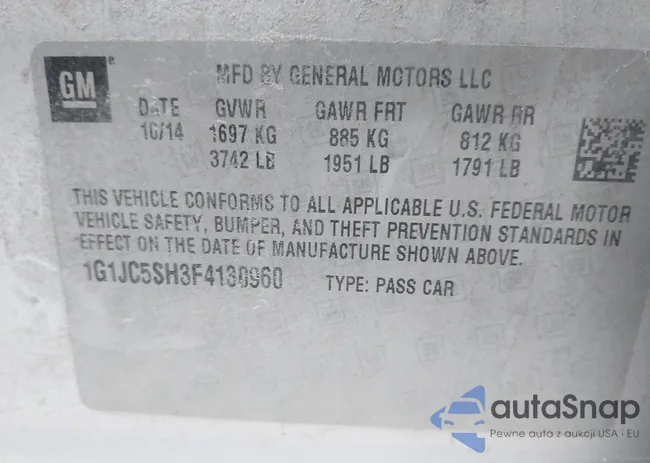 GM
MFD BY GENERAL MOTORS LLC
DATE GVWR GAWR FRT GAWR RR
10/14 1697 KG 885 KG 812 KG
3742 LB 1951 LB 1791 LB
THIS VEHICLE CONFORMS TO ALL APPLICABLE U.S. FEDERAL MOTOR
VEHICLE SAFETY, BUMPER, AND THEFT PREVENTION STANDARDS IN
EFFECT ON THE DATE OF MANUFACTURE SHOWN ABOVE.
1G1JC5SH3F4130960 TYPE: PASS CAR
autaSnap
Pewne auta z aukcji USA i EU